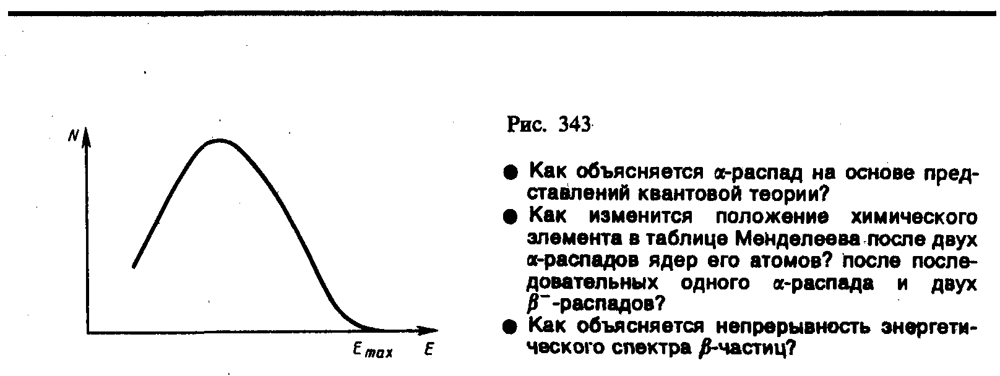 N
E max
E
Рис. 343
● Как объясняется α-распад на основе пред-
ставлений квантовой теории?
● Как изменится положение химического
элемента в таблице Менделеева после двух
α-распадов ядер его атомов? после после-
довательных одного α-распада и двух
β⁻-распадов?
● Как объясняется непрерывность энергети-
ческого спектра β-частиц?